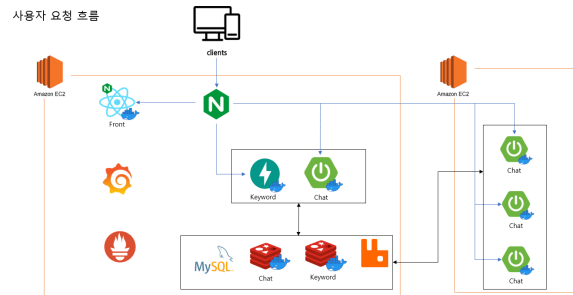 사용자 요청 흐름
clients
Amazon EC2
Amazon EC2
Front
Keyword
Chat
Chat
Chat
Chat
MySQL
Chat
Keyword